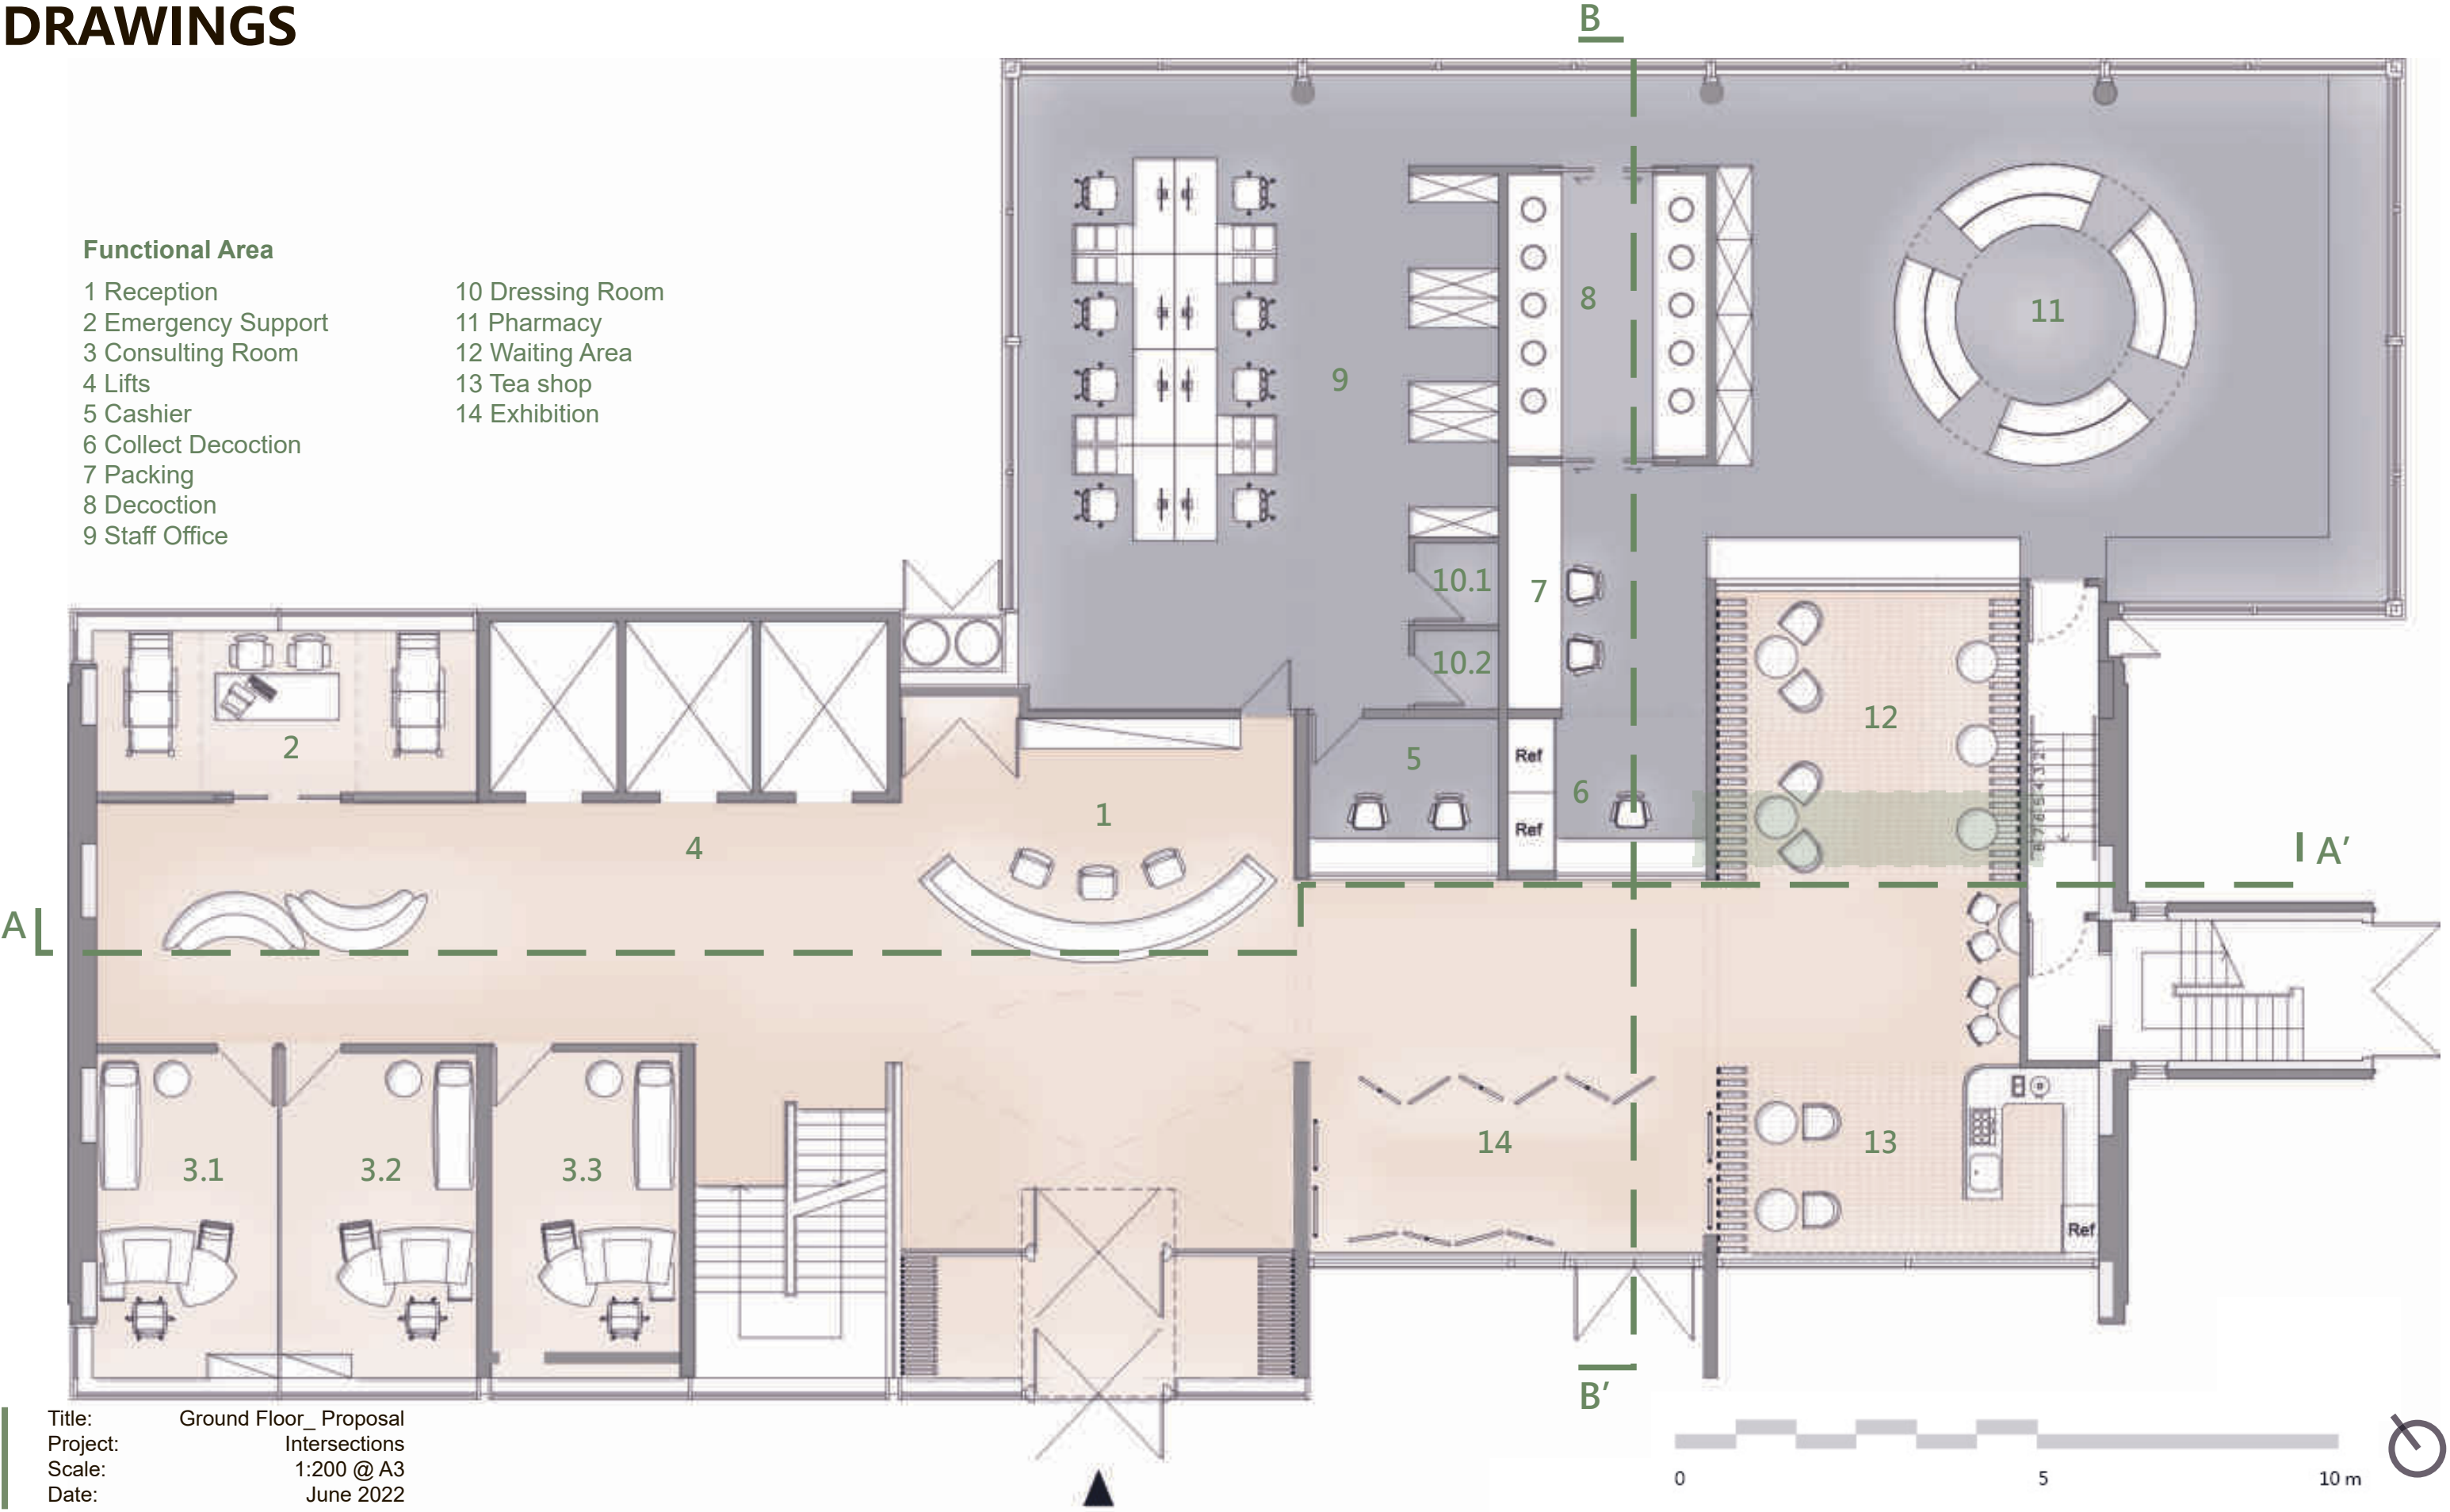 DRAWINGS
B
Functional Area
1 Reception
2 Emergency Support
3 Consulting Room
4 Lifts
5 Cashier
6 Collect Decoction
7 Packing
8 Decoction
9 Staff Office
10 Dressing Room
11 Pharmacy
12 Waiting Area
13 Tea shop
14 Exhibition
8
11
9
10.1
7
10.2
12
2
5
Ref
6
1
Ref
4
87654321
A’
A
14
13
3.1
3.2
3.3
Ref
B’
Title: Ground Floor_ Proposal
Project: Intersections
Scale: 1:200 @ A3
Date: June 2022
0 5 10 m